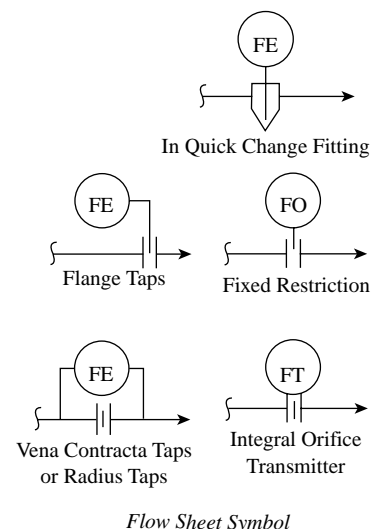 FE
In Quick Change Fitting
FE
Flange Taps
FO
Fixed Restriction
FE
Vena Contracta Taps
or Radius Taps
FT
Integral Orifice
Transmitter
Flow Sheet Symbol